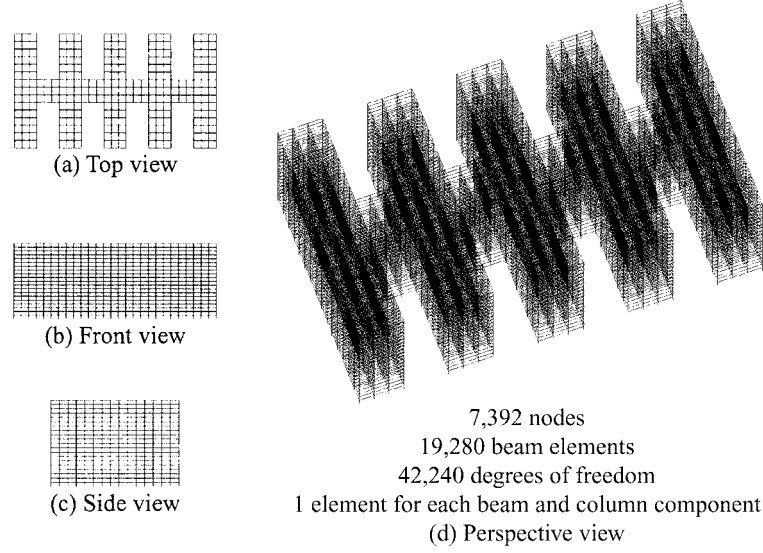 (a) Top view
(b) Front view
(c) Side view
7,392 nodes
19,280 beam elements
42,240 degrees of freedom
1 element for each beam and column component
(d) Perspective view